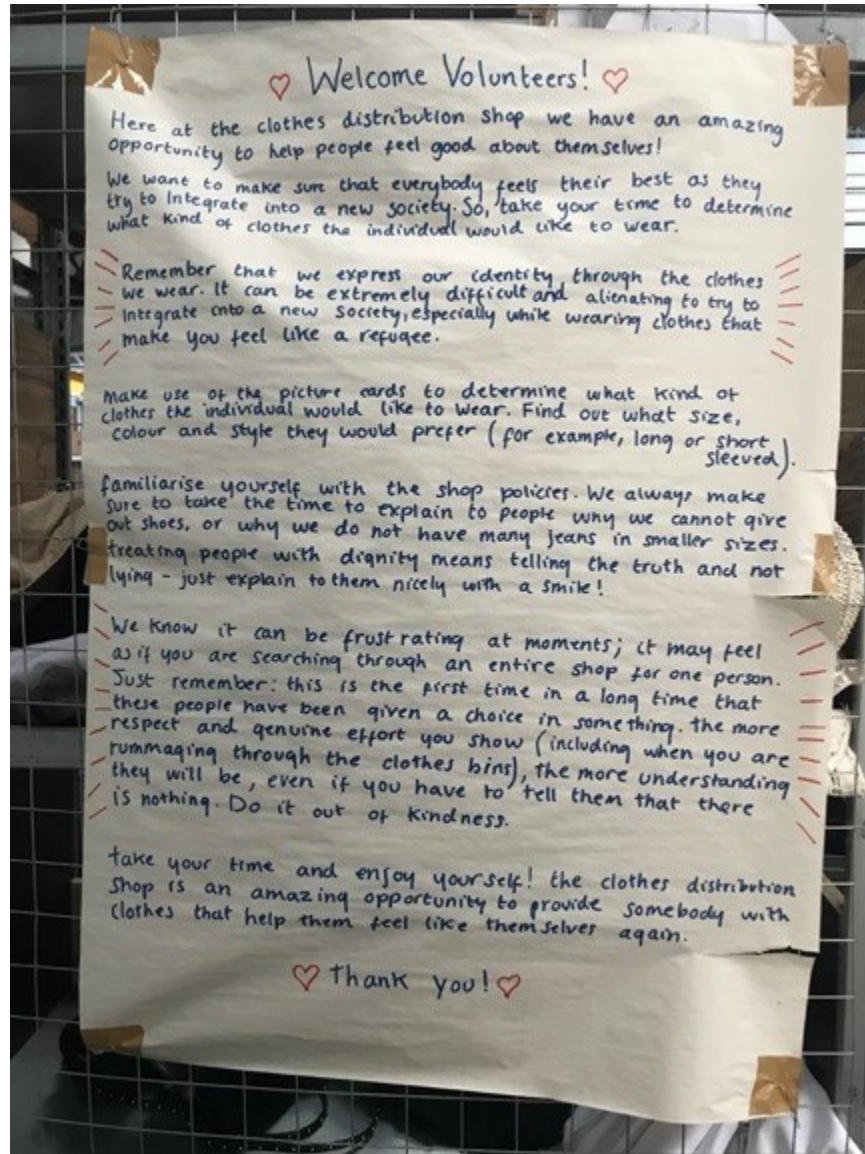 ♡ Welcome Volunteers! ♡
Here at the clothes distribution shop we have an amazing
opportunity to help people feel good about themselves!
We want to make sure that everybody feels their best as they
try to Integrate into a new society. So, take your time to determine
what kind of clothes the individual would like to wear.
Remember that we express our identity through the clothes
we wear. It can be extremely difficult and alienating to try to
Integrate into a new society, especially while wearing clothes that
make you feel like a refugee.
make use of the picture cards to determine what kind of
clothes the individual would like to wear. Find out what size,
colour and style they would prefer (for example, long or short
sleeved).
familiarise yourself with the shop policies. We always make
sure to take the time to explain to people why we cannot give
out shoes, or why we do not have many jeans in smaller sizes.
treating people with dignity means telling the truth and not
lying - just explain to them nicely with a smile!
We know it can be frustrating at moments; it may feel
as if you are searching through an entire shop for one person.
Just remember: this is the first time in a long time that
these people have been given a choice in something. the more
respect and genuine effort you show (including when you are
rummaging through the clothes bins), the more understanding
they will be, even if you have to tell them that there
is nothing. Do it out of kindness.
take your time and enjoy yourself! the clothes distribution
shop is an amazing opportunity to provide somebody with
clothes that help them feel like themselves again.
♡ Thank you! ♡